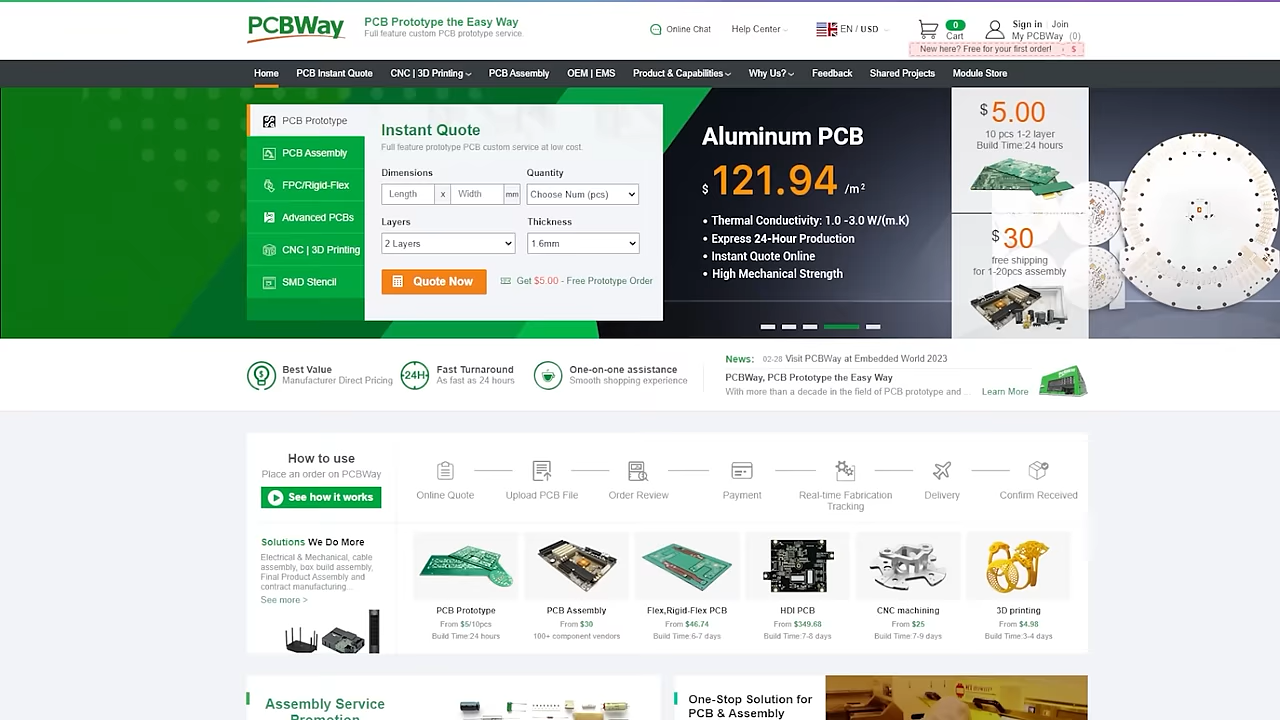 PCBWay
PCB Prototype the Easy Way
Full feature custom PCB prototype service.
Online Chat
Help Center
EN / USD
0
Cart
Sign in
Join
My PCBWay (0)
New here? Free for your first order! $
Home
PCB Instant Quote
CNC | 3D Printing
PCB Assembly
OEM | EMS
Product & Capabilities
Why Us?
Feedback
Shared Projects
Module Store
PCB Prototype
PCB Assembly
FPC/Rigid-Flex
Advanced PCBs
CNC | 3D Printing
SMD Stencil
Instant Quote
Full feature prototype PCB custom service at low cost.
Dimensions
Quantity
Length x Width mm
Choose Num (pcs)
Layers
Thickness
2 Layers
1.6mm
Quote Now
Get $5.00 - Free Prototype Order
Aluminum PCB
$ 121.94 /m²
• Thermal Conductivity: 1.0 -3.0 W/(m.K)
• Express 24-Hour Production
• Instant Quote Online
• High Mechanical Strength
$ 5.00
10 pcs 1-2 layer
Build Time:24 hours
$ 30
free shipping
for 1-20pcs assembly
Best Value
Manufacturer Direct Pricing
24H
Fast Turnaround
As fast as 24 hours
One-on-one assistance
Smooth shopping experience
News: 02-28 Visit PCBWay at Embedded World 2023
PCBWay, PCB Prototype the Easy Way
With more than a decade in the field of PCB prototype and ... Learn More
How to use
Place an order on PCBWay
See how it works
Online Quote
Upload PCB File
Order Review
Payment
Real-time Fabrication
Tracking
Delivery
Confirm Received
Solutions We Do More
Electrical & Mechanical, cable
assembly, box build assembly,
Final Product Assembly and
contract manufacturing...
See more >
PCB Prototype
From $5/10pcs
Build Time:24 hours
PCB Assembly
From $30
100+ component vendors
Flex,Rigid-Flex PCB
From $46.74
Build Time:6-7 days
HDI PCB
From $349.68
Build Time:7-8 days
CNC machining
From $25
Build Time:7-9 days
3D printing
From $4.98
Build Time:3-4 days
Assembly Service
Promotion
One-Stop Solution for
PCB & Assembly